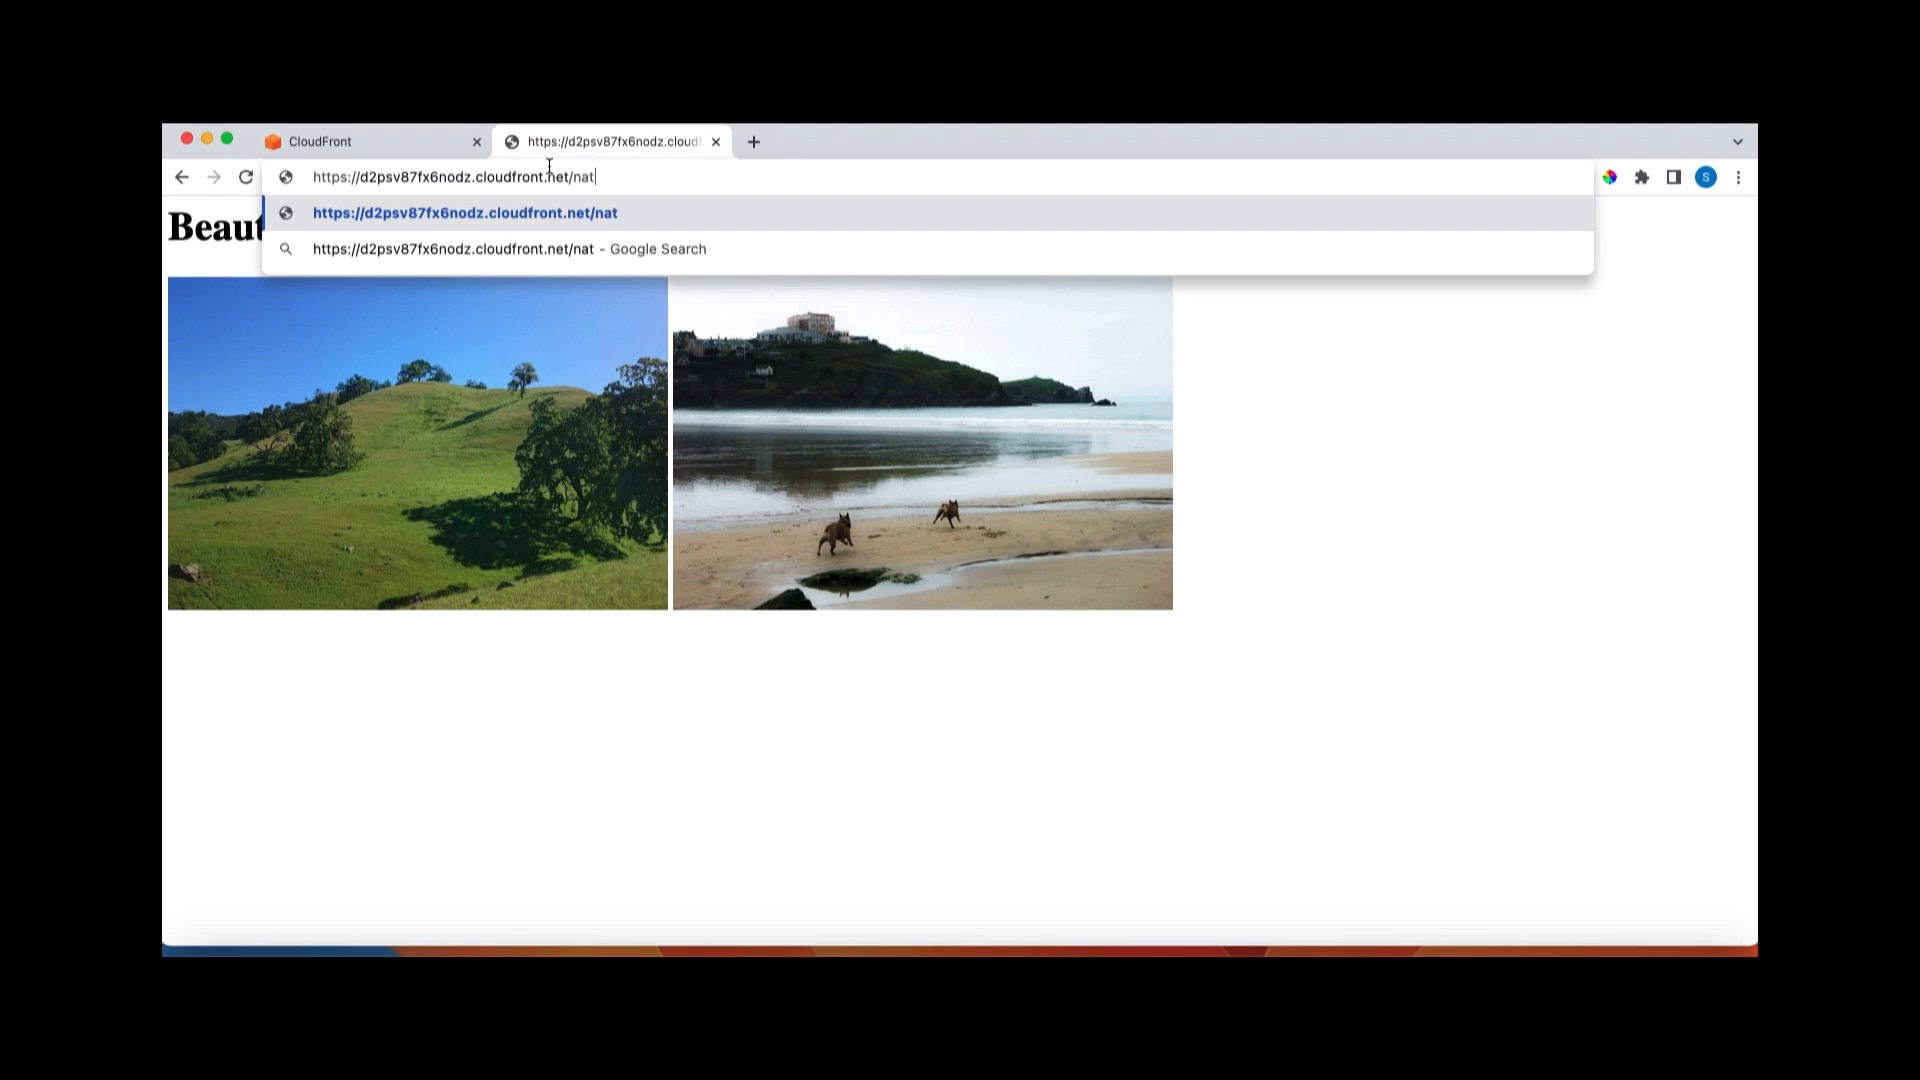 CloudFront
https://d2psv87fx6nodz.cloudf
https://d2psv87fx6nodz.cloudfront.net/nat
S
https://d2psv87fx6nodz.cloudfront.net/nat
https://d2psv87fx6nodz.cloudfront.net/nat - Google Search
Beaut